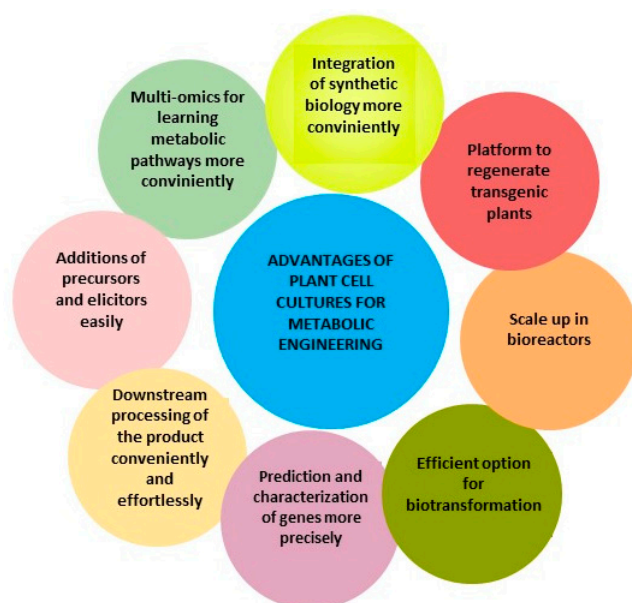 Integration
of synthetic
biology more
conviniently
Platform to
regenerate
transgenic
plants
Scale up in
bioreactors
Efficient option
for
biotransformation
Prediction and
characterization
of genes more
precisely
Downstream
processing of
the product
conveniently
and
effortlessly
Additions of
precursors
and elicitors
easily
Multi-omics for
learning
metabolic
pathways more
conviniently
ADVANTAGES OF
PLANT CELL
CULTURES FOR
METABOLIC
ENGINEERING